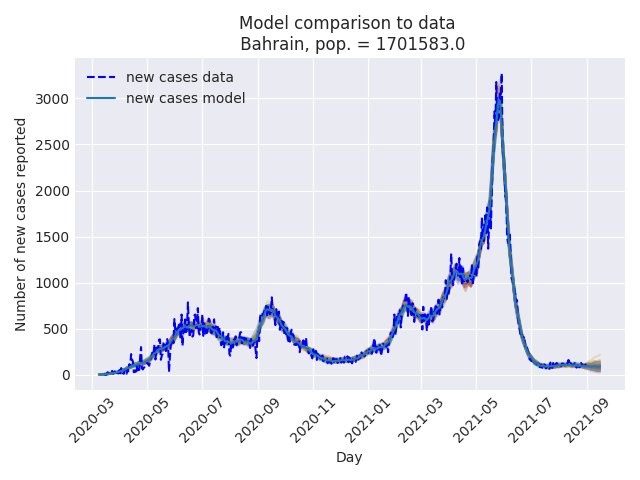 Model comparison to data
Bahrain, pop. = 1701583.0
new cases data
new cases model
Number of new cases reported
3000
2500
2000
1500
1000
500
0
2020-03
2020-05
2020-07
2020-09
2020-11
2021-01
2021-03
2021-05
2021-07
2021-09
Day